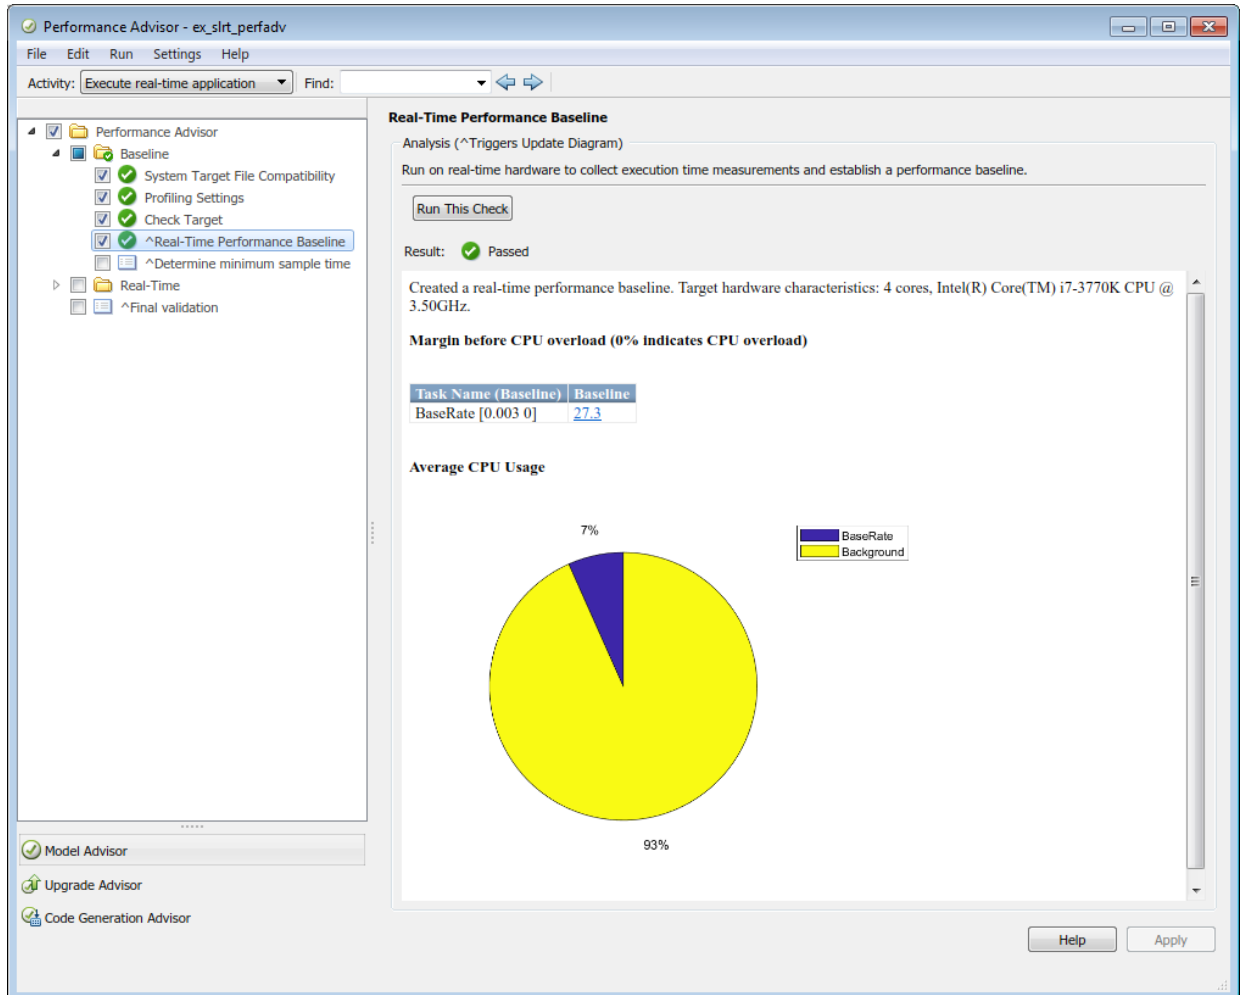 Performance Advisor - ex_slrt_perfadv
File Edit Run Settings Help
Activity: Execute real-time application Find:
Performance Advisor
Baseline
System Target File Compatibility
Profiling Settings
Check Target
^Real-Time Performance Baseline
^Determine minimum sample time
Real-Time
^Final validation
Model Advisor
Upgrade Advisor
Code Generation Advisor
Real-Time Performance Baseline
Analysis (^Triggers Update Diagram)
Run on real-time hardware to collect execution time measurements and establish a performance baseline.
Run This Check
Result: Passed
Created a real-time performance baseline. Target hardware characteristics: 4 cores, Intel(R) Core(TM) i7-3770K CPU @
3.50GHz.
Margin before CPU overload (0% indicates CPU overload)
Task Name (Baseline) Baseline
BaseRate [0.003 0] 27.3
Average CPU Usage
7%
BaseRate
Background
93%
Help Apply